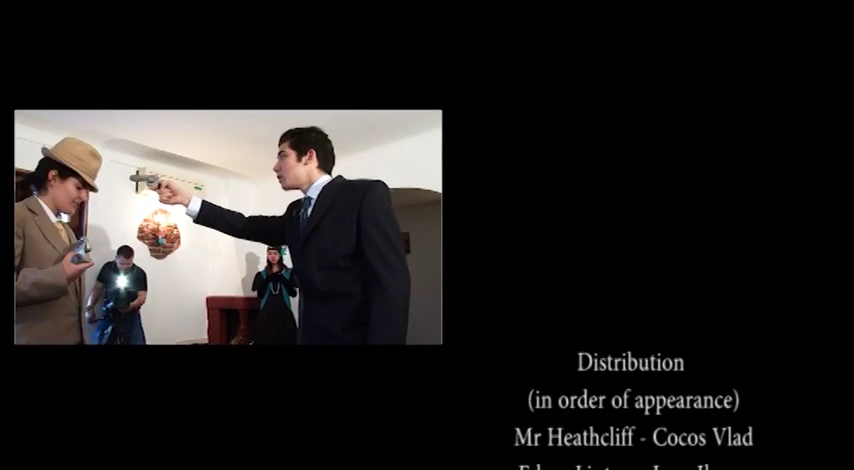 Distribution
(in order of appearance)
Mr Heathcliff - Cocos Vlad